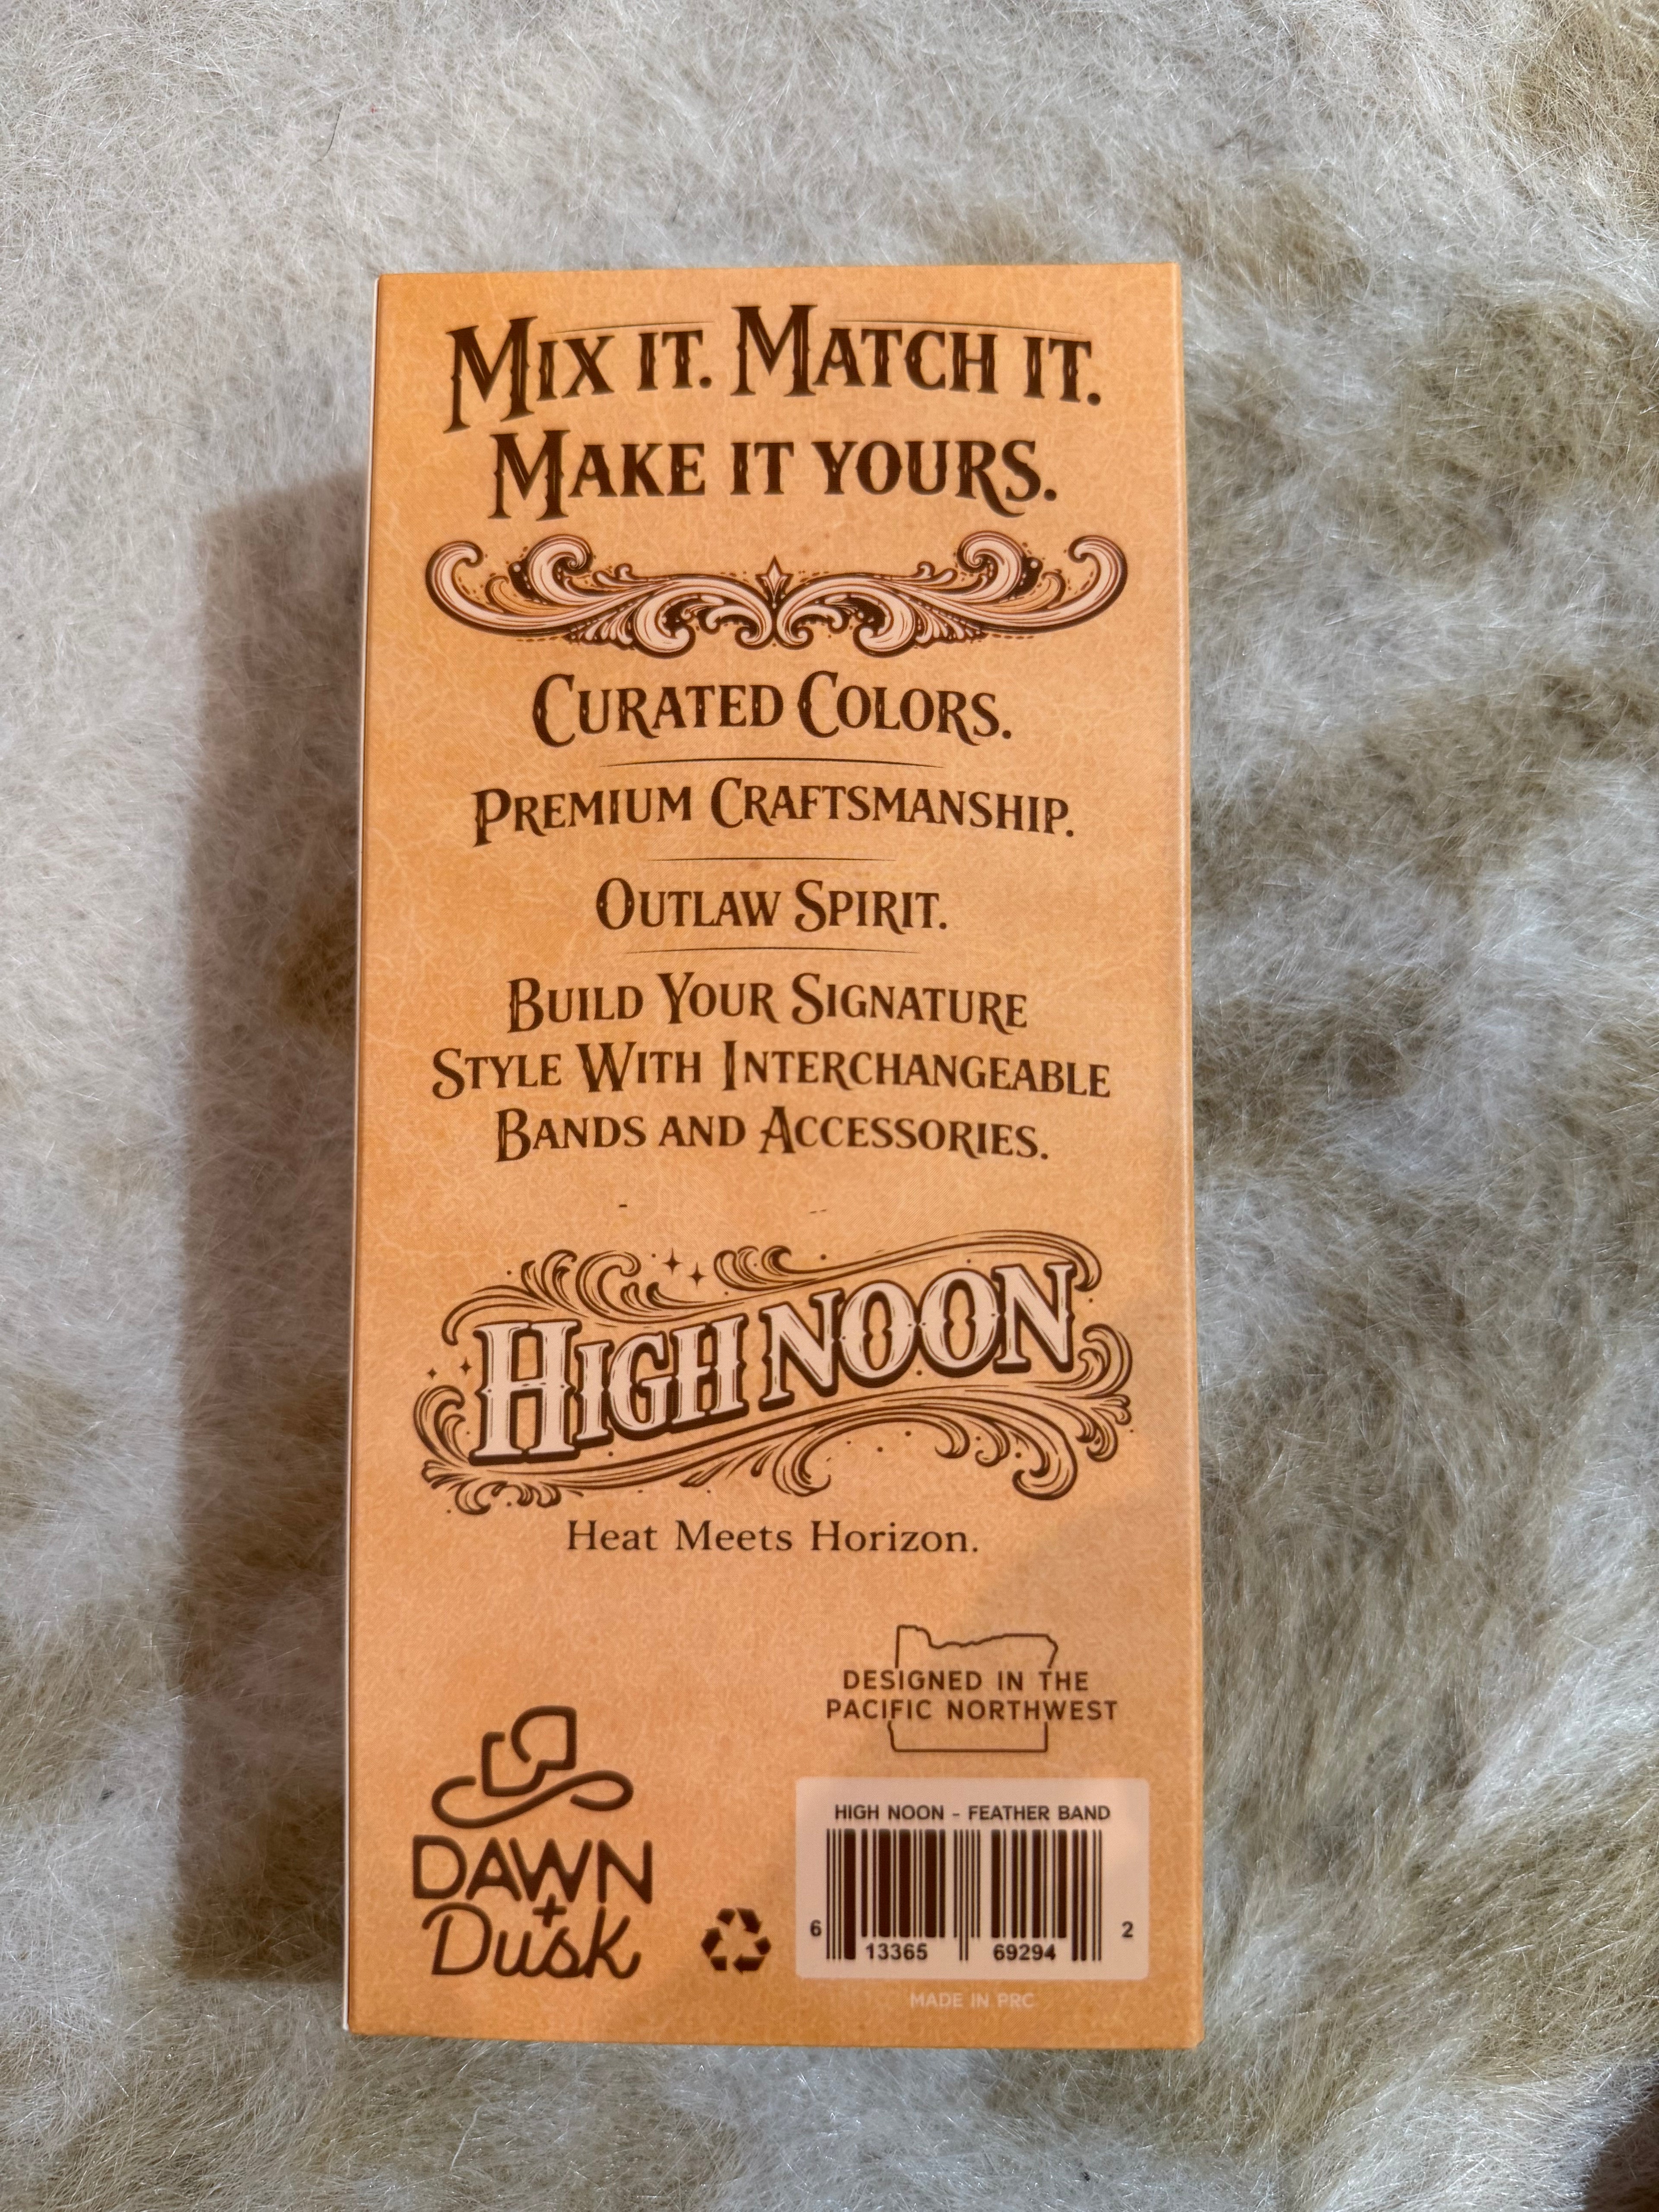 MIX IT. MATCH IT.
MAKE IT YOURS.
CURATED COLORS.
PREMIUM CRAFTSMANSHIP.
OUTLAW SPIRIT.
BUILD YOUR SIGNATURE
STYLE WITH INTERCHANGEABLE
BANDS AND ACCESSORIES.
HIGH NOON
Heat Meets Horizon.
DESIGNED IN THE
PACIFIC NORTHWEST
DAWN
+
Dusk
HIGH NOON - FEATHER BAND
6 13365 69294 2
MADE IN PRC